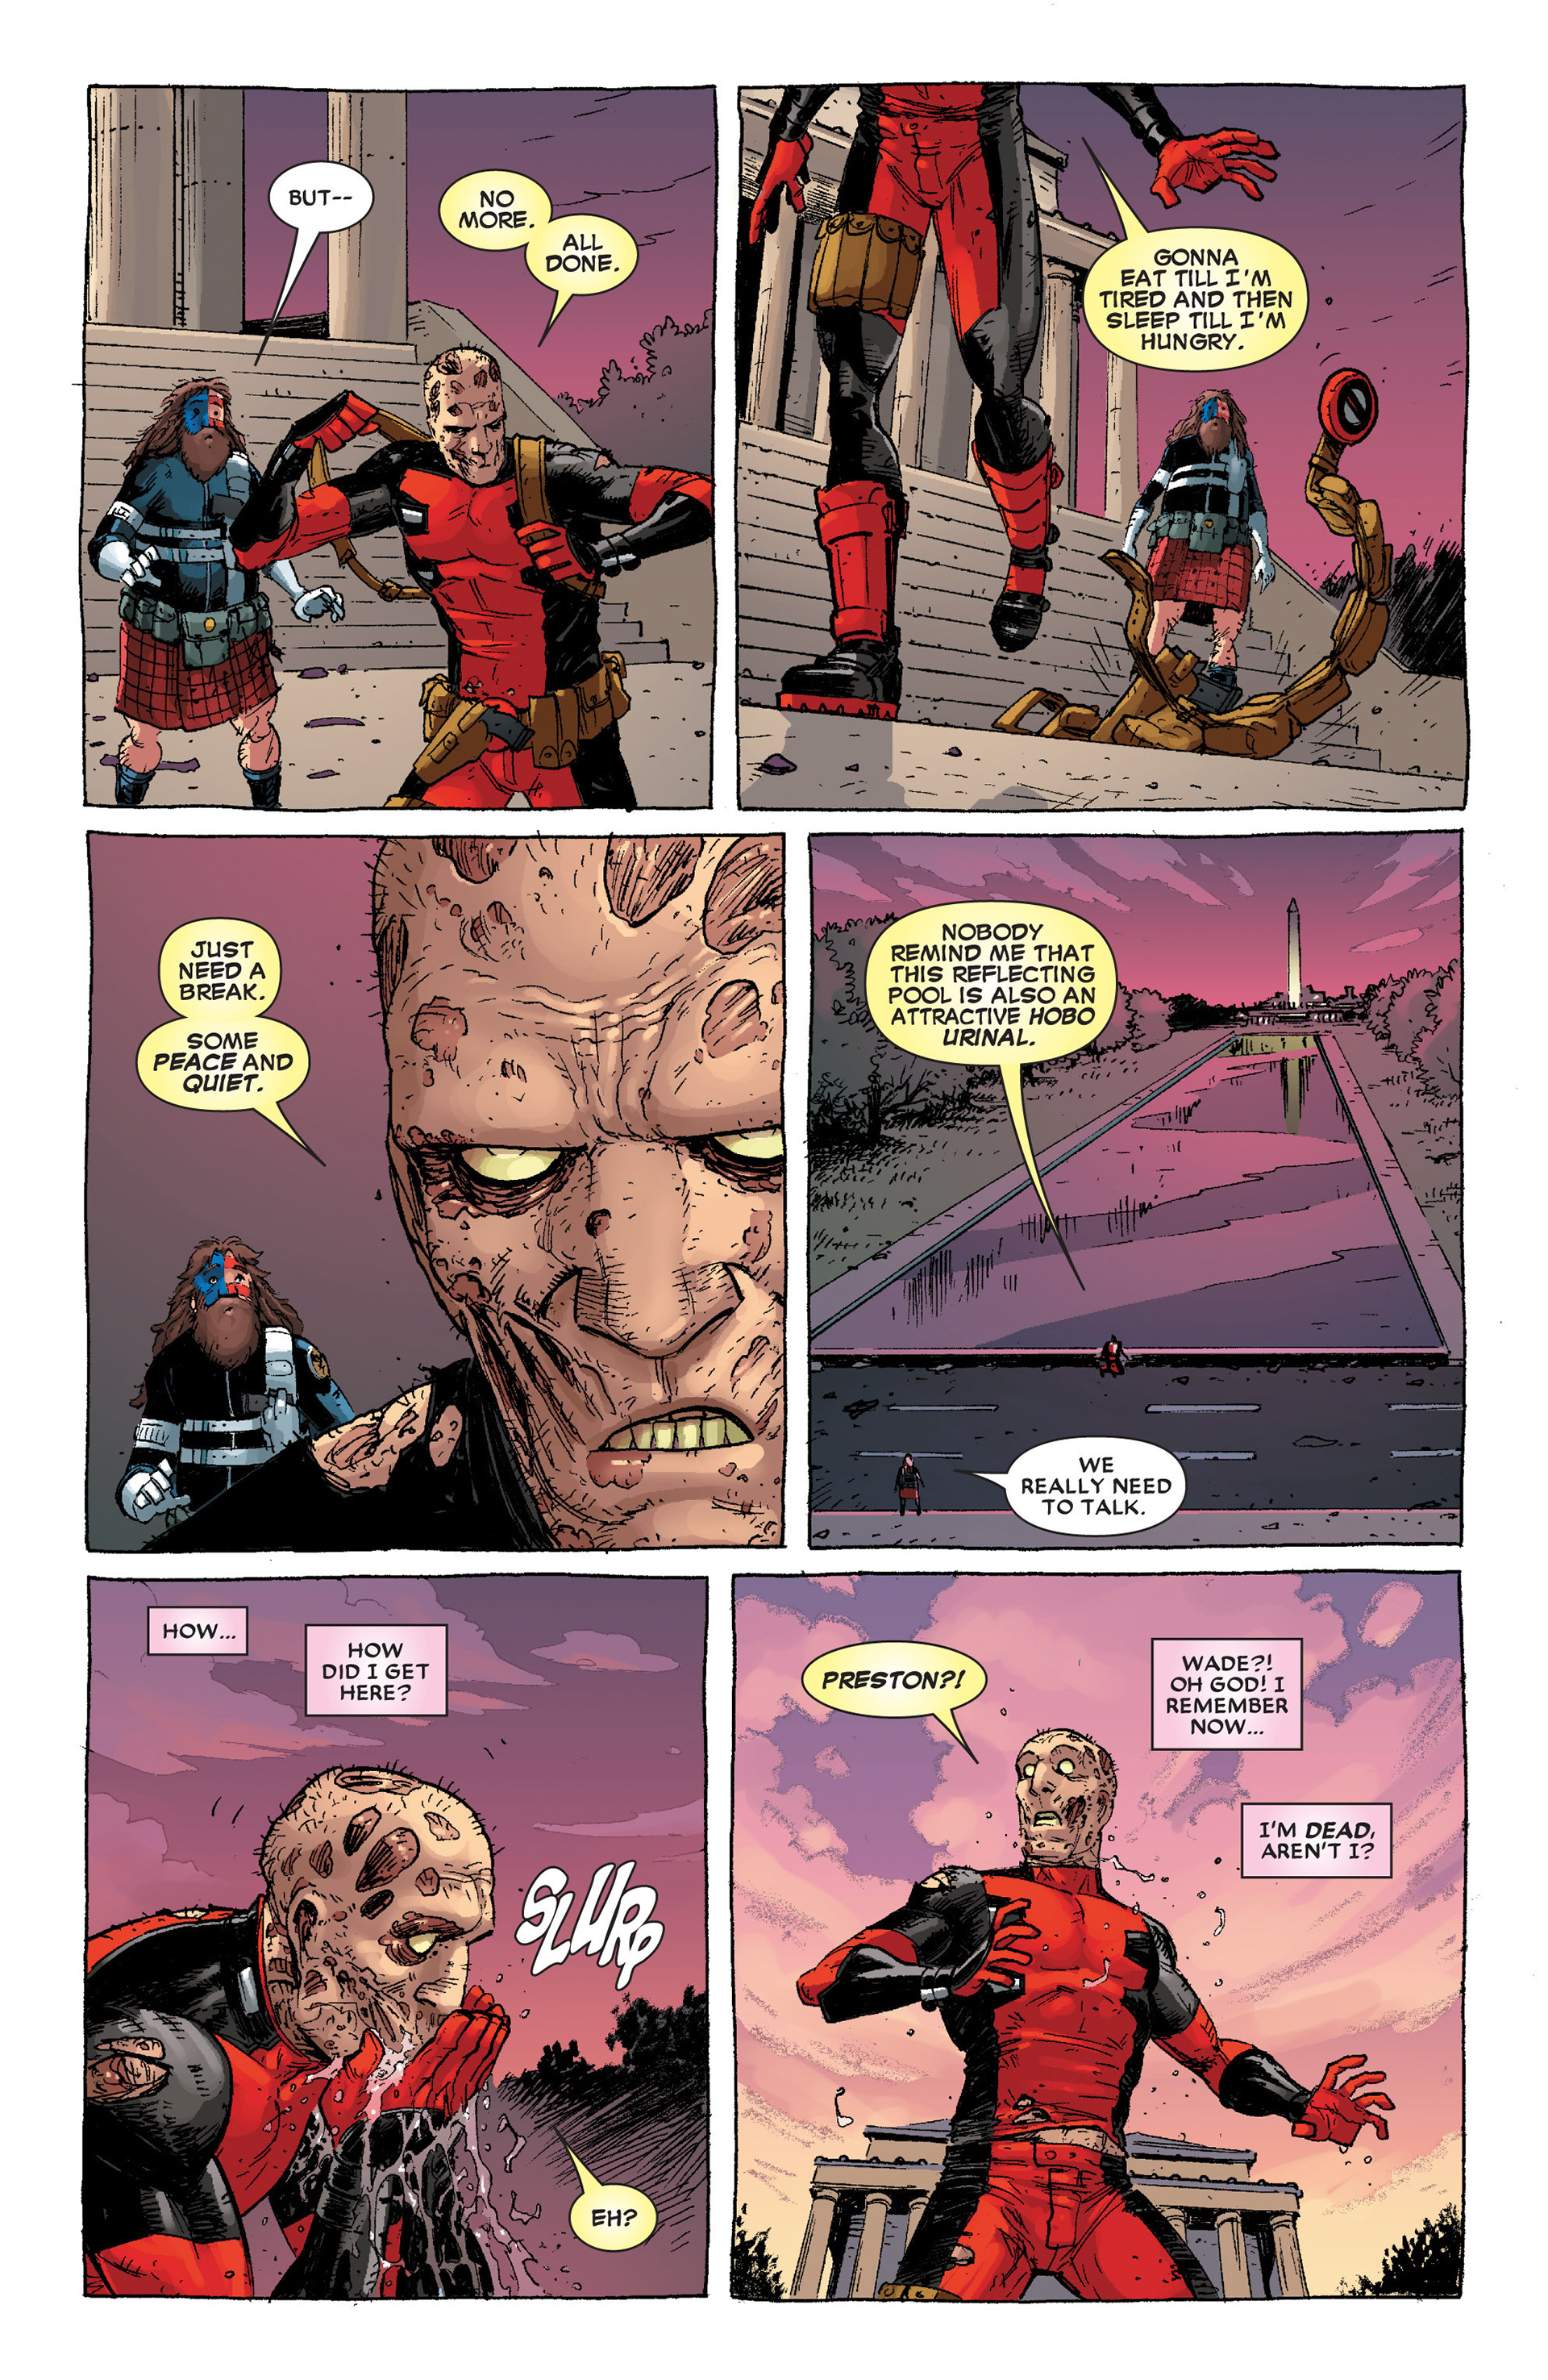 BUT--
NO
MORE.
ALL
DONE.
GONNA
EAT TILL I'M
TIRED AND THEN
SLEEP TILL I'M
HUNGRY.
JUST
NEED A
BREAK.
SOME
PEACE AND
QUIET.
NOBODY
REMIND ME THAT
THIS REFLECTING
POOL IS ALSO AN
ATTRACTIVE HOBO
URINAL.
WE
REALLY NEED
TO TALK.
HOW...
HOW
DID I GET
HERE?
SLURP
EH?
PRESTON?!
WADE?!
OH GOD! I
REMEMBER
NOW...
I'M DEAD,
AREN'T I?